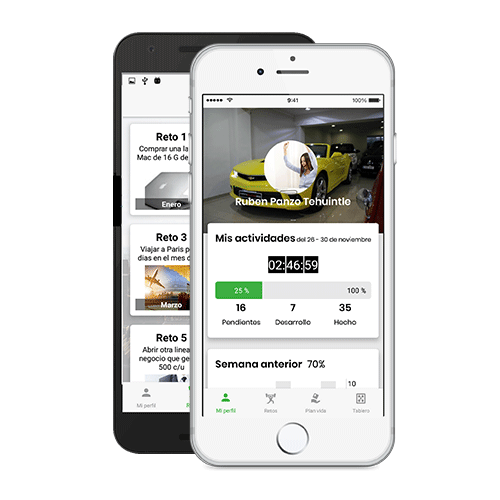 Reto 1
Comprar una la
Mac de 16 G de
Enero
Reto 3
Viajar a Paris p
dias en el mes d
Marzo
Reto 5
Abrir otra linea
negocio que ge
500 c/u
Mi perfil
R
9:41
100%
Ruben Panzo Tehuintle
Mis actividades del 26 - 30 de noviembre
02:46:59
25 % 100 %
16 7 35
Pendientes Desarrollo Hecho
Semana anterior 70%
10
Mi perfil Retos Plan vida Tablero